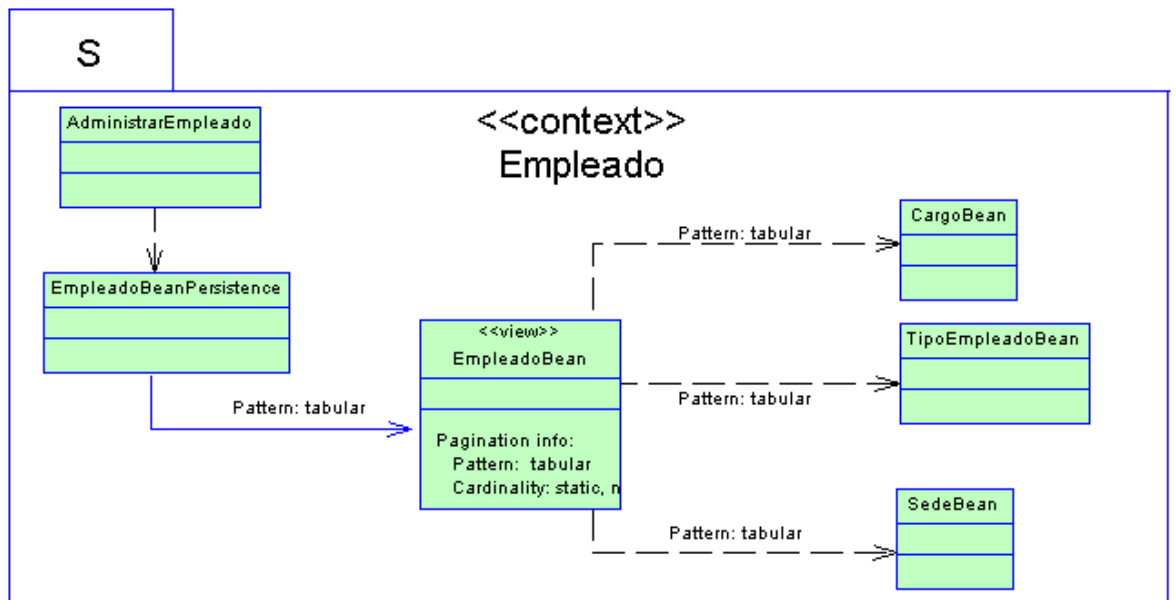 S
<<context>>
Empleado
AdministrarEmpleado
EmpleadoBeanPersistence
Pattern: tabular
<<view>>
EmpleadoBean
Pagination info:
Pattern: tabular
Cardinality: static, n
Pattern: tabular
CargoBean
Pattern: tabular
TipoEmpleadoBean
Pattern: tabular
SedeBean